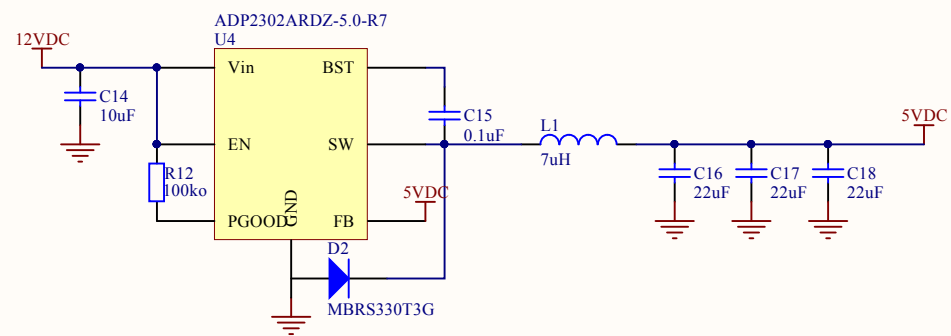 ADP2302ARDZ-5.0-R7
U4
12VDC
Vin
BST
C14
10uF
C15
0.1uF
EN
SW
L1
7uH
5VDC
R12
100ko
5VDC
C16
22uF
C17
22uF
C18
22uF
PGOOD
GND
FB
D2
MBRS330T3G